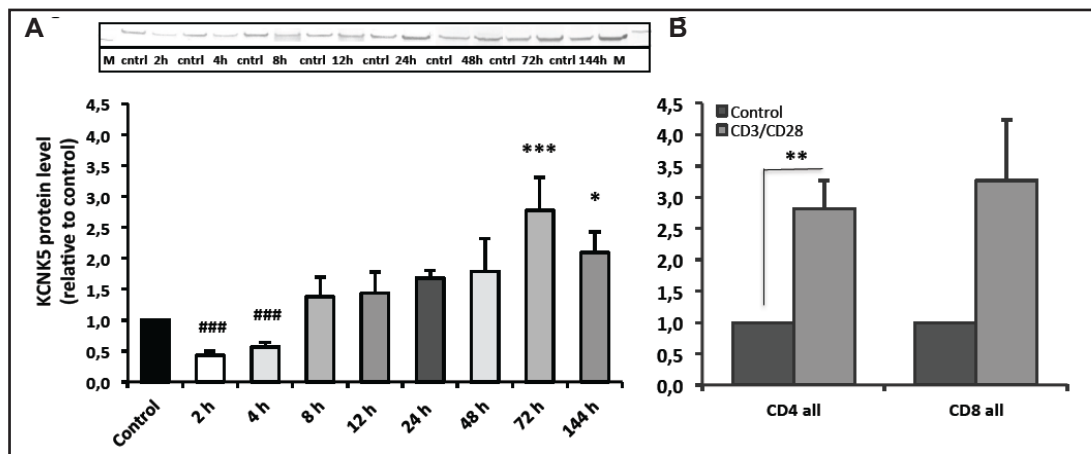 A
M cntrl 2h cntrl 4h cntrl 8h cntrl 12h cntrl 24h cntrl 48h cntrl 72h cntrl 144h M
KCNK5 protein level
(relative to control)
4,5
4,0
3,5
3,0
2,5
2,0
1,5
1,0
0,5
0,0
###
###
***
*
Control
2 h
4 h
8 h
12 h
24 h
48 h
72 h
144 h
B
4,5
4,0
3,5
3,0
2,5
2,0
1,5
1,0
0,5
0,0
Control
CD3/CD28
**
CD4 all
CD8 all